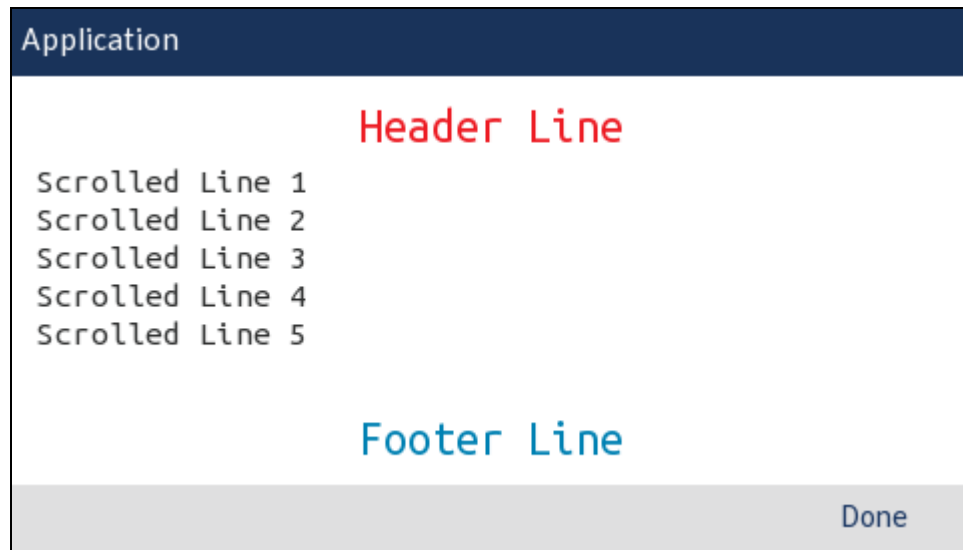 Application
Header Line
Scrolled Line 1
Scrolled Line 2
Scrolled Line 3
Scrolled Line 4
Scrolled Line 5
Footer Line
Done